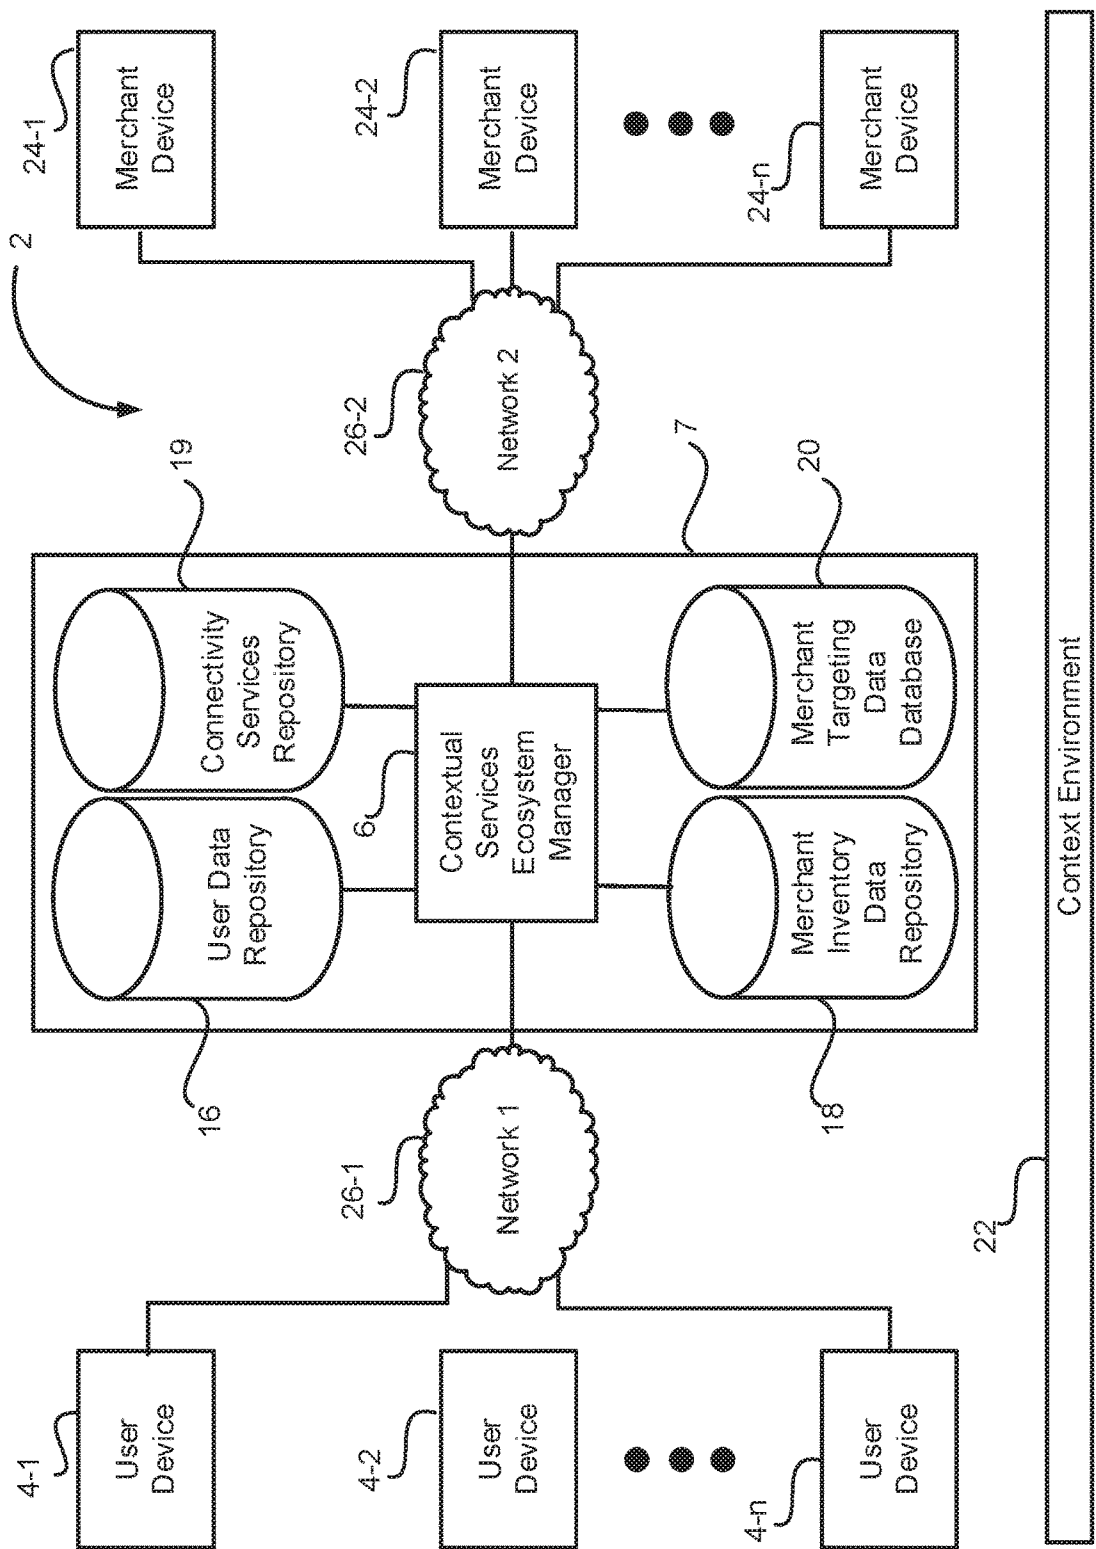 2
24-1
Merchant
Device
24-2
Merchant
Device
24-n
Merchant
Device
26-2
Network 2
19
Connectivity
Services
Repository
16
User Data
Repository
6
Contextual
Services
Ecosystem
Manager
7
20
Merchant
Targeting
Data
Database
18
Merchant
Inventory
Data
Repository
26-1
Network 1
4-1
User
Device
4-2
User
Device
4-n
User
Device
22
Context Environment